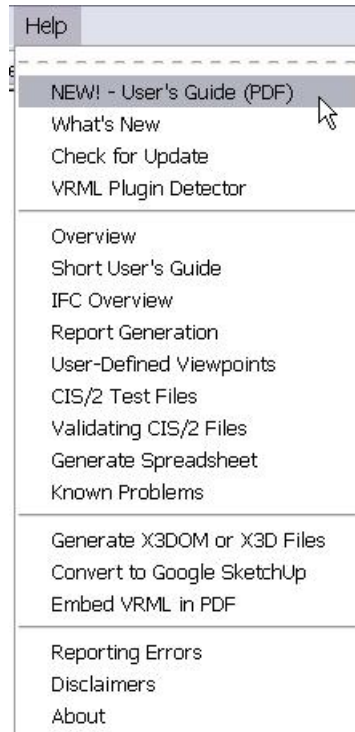 Help
NEW! - User's Guide (PDF)
What's New
Check for Update
VRML Plugin Detector
Overview
Short User's Guide
IFC Overview
Report Generation
User-Defined Viewpoints
CIS/2 Test Files
Validating CIS/2 Files
Generate Spreadsheet
Known Problems
Generate X3DOM or X3D Files
Convert to Google SketchUp
Embed VRML in PDF
Reporting Errors
Disclaimers
About